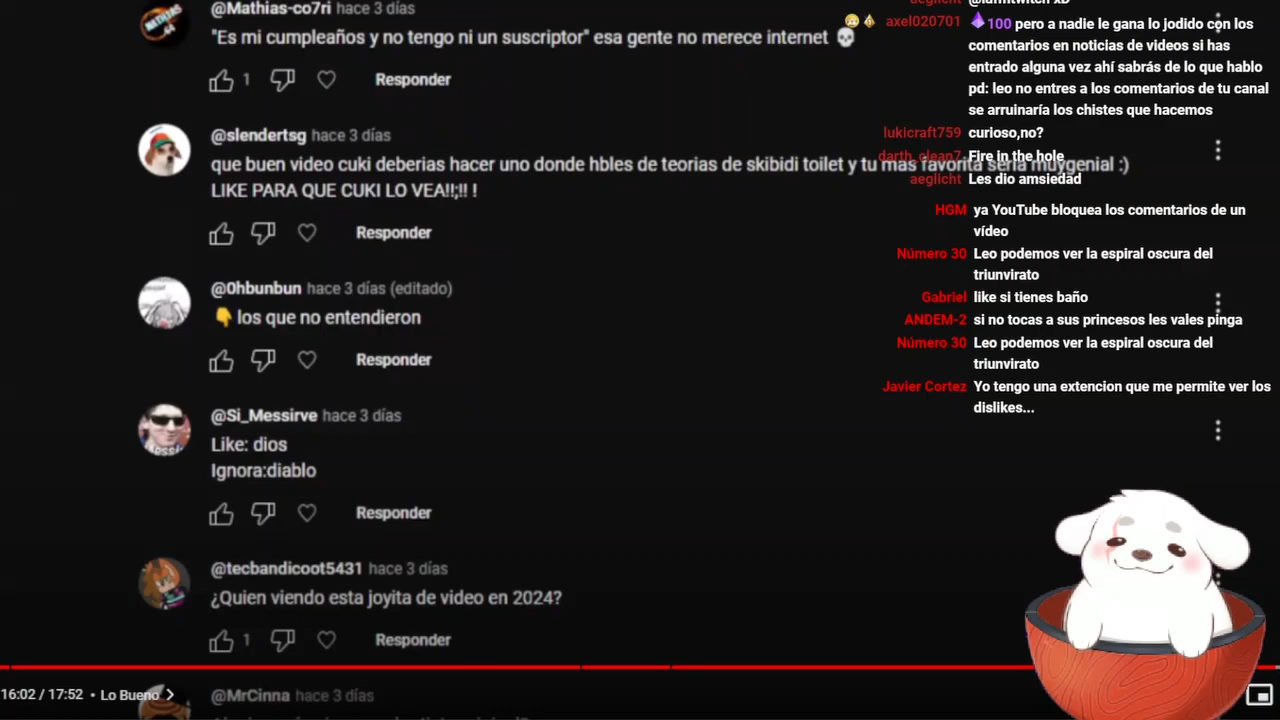 @Mathias-co7ri hace 3 días
"Es mi cumpleaños y no tengo ni un suscriptor" esa gente no merece internet 💀
1 Responder
@slendertsg hace 3 días
que buen video cuki deberias hacer uno donde hbles de teorias de skibidi toilet y tu mas favorita seria muygenial :)
LIKE PARA QUE CUKI LO VEA!!;!! !
Responder
@0hbunbun hace 3 días (editado)
👇 los que no entendieron
Responder
@Si_Messirve hace 3 días
Like: dios
Ignora:diablo
Responder
@tecbandicoot5431 hace 3 días
¿Quien viendo esta joyita de video en 2024?
1 Responder
@MrCinna hace 3 días
16:02 / 17:52 • Lo Bueno
axel020701 100 pero a nadie le gana lo jodido con los
comentarios en noticias de videos si has
entrado alguna vez ahí sabrás de lo que hablo
pd: leo no entres a los comentarios de tu canal
se arruinaría los chistes que hacemos
lukicraft759 curioso,no?
darth_clean7 Fire in the hole
aeglicht Les dio amsiedad
HGM ya YouTube bloquea los comentarios de un
vídeo
Número 30 Leo podemos ver la espiral oscura del
triunvirato
Gabriel like si tienes baño
ANDEM-2 si no tocas a sus princesos les vales pinga
Número 30 Leo podemos ver la espiral oscura del
triunvirato
Javier Cortez Yo tengo una extencion que me permite ver los
dislikes...